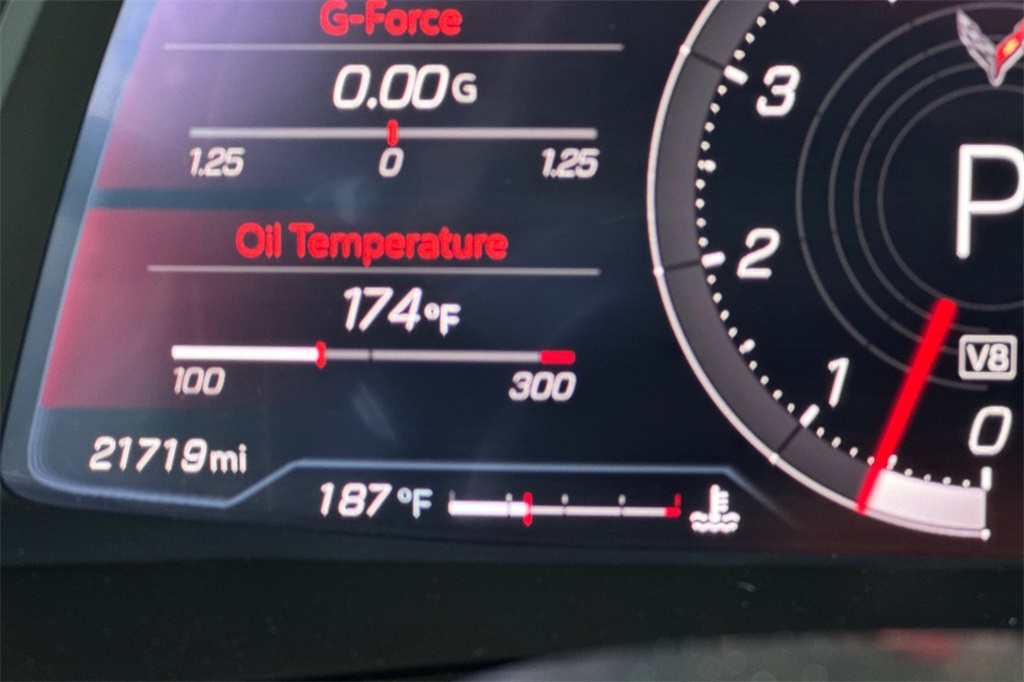 G-Force
0.00G
1.25 0 1.25
Oil Temperature
174°F
100 300
21719mi
187 °F
3
2
1
0
P
V8